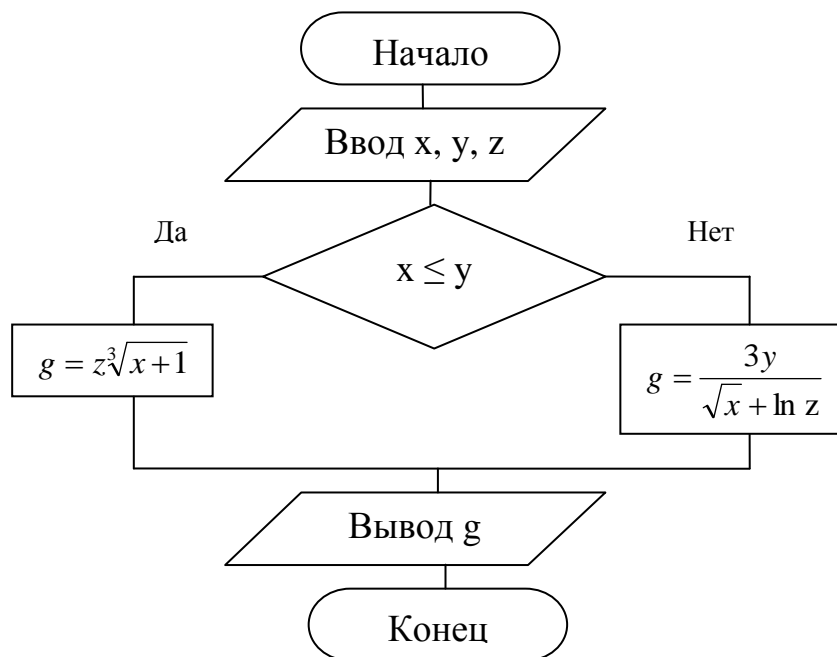 Начало
Ввод x, y, z
Да
Нет
x ≤ y
g = z∛(x+1)
g = 3y / (√x + ln z)
Вывод g
Конец